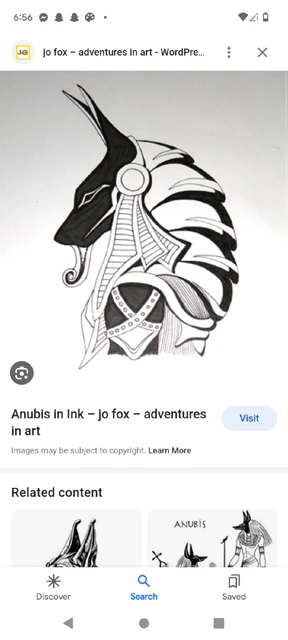 6:56
Jo
jo fox – adventures in art - WordPre...
Anubis in Ink – jo fox – adventures
in art
Visit
Images may be subject to copyright. Learn More
Related content
ANUBIS
Discover
Search
Saved